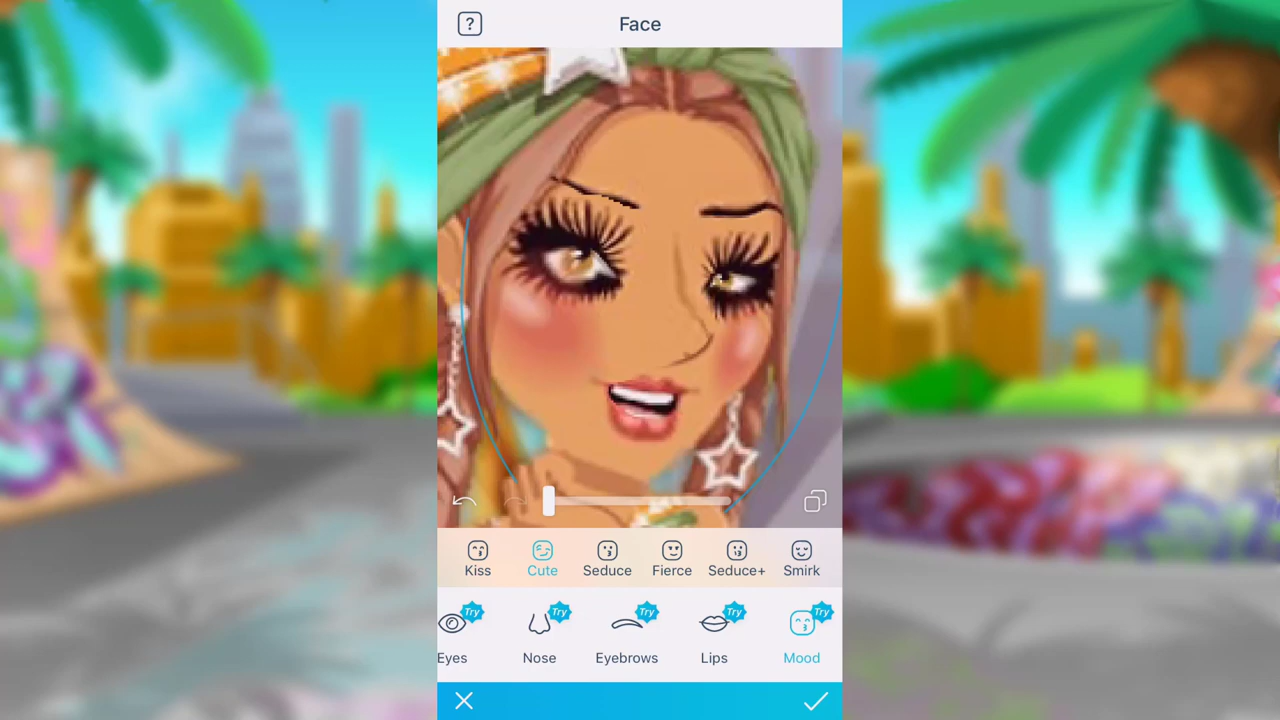 ?
Face
Kiss
Cute
Seduce
Fierce
Seduce+
Smirk
Try
Try
Try
Try
Try
Eyes
Nose
Eyebrows
Lips
Mood